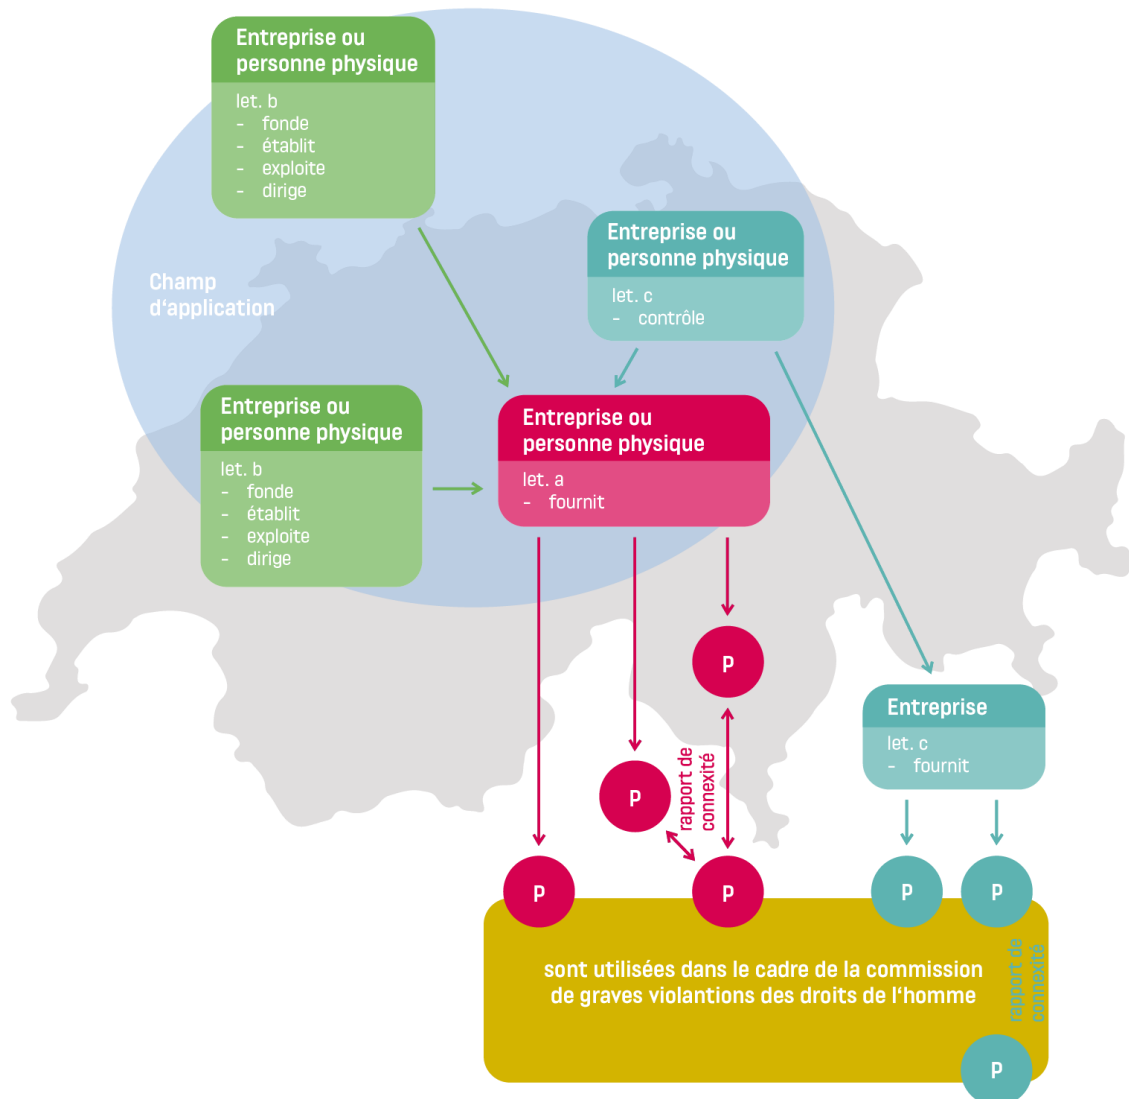 Entreprise ou
personne physique
let. b
- fonde
- établit
- exploite
- dirige
Entreprise ou
personne physique
let. c
- contrôle
Champ
d‘application
Entreprise ou
personne physique
let. b
- fonde
- établit
- exploite
- dirige
Entreprise ou
personne physique
let. a
- fournit
P
Entreprise
let. c
- fournit
P
rapport de
connexité
P
P
P
P
sont utilisées dans le cadre de la commission
de graves violantions des droits de l‘homme
rapport de
connexité
P